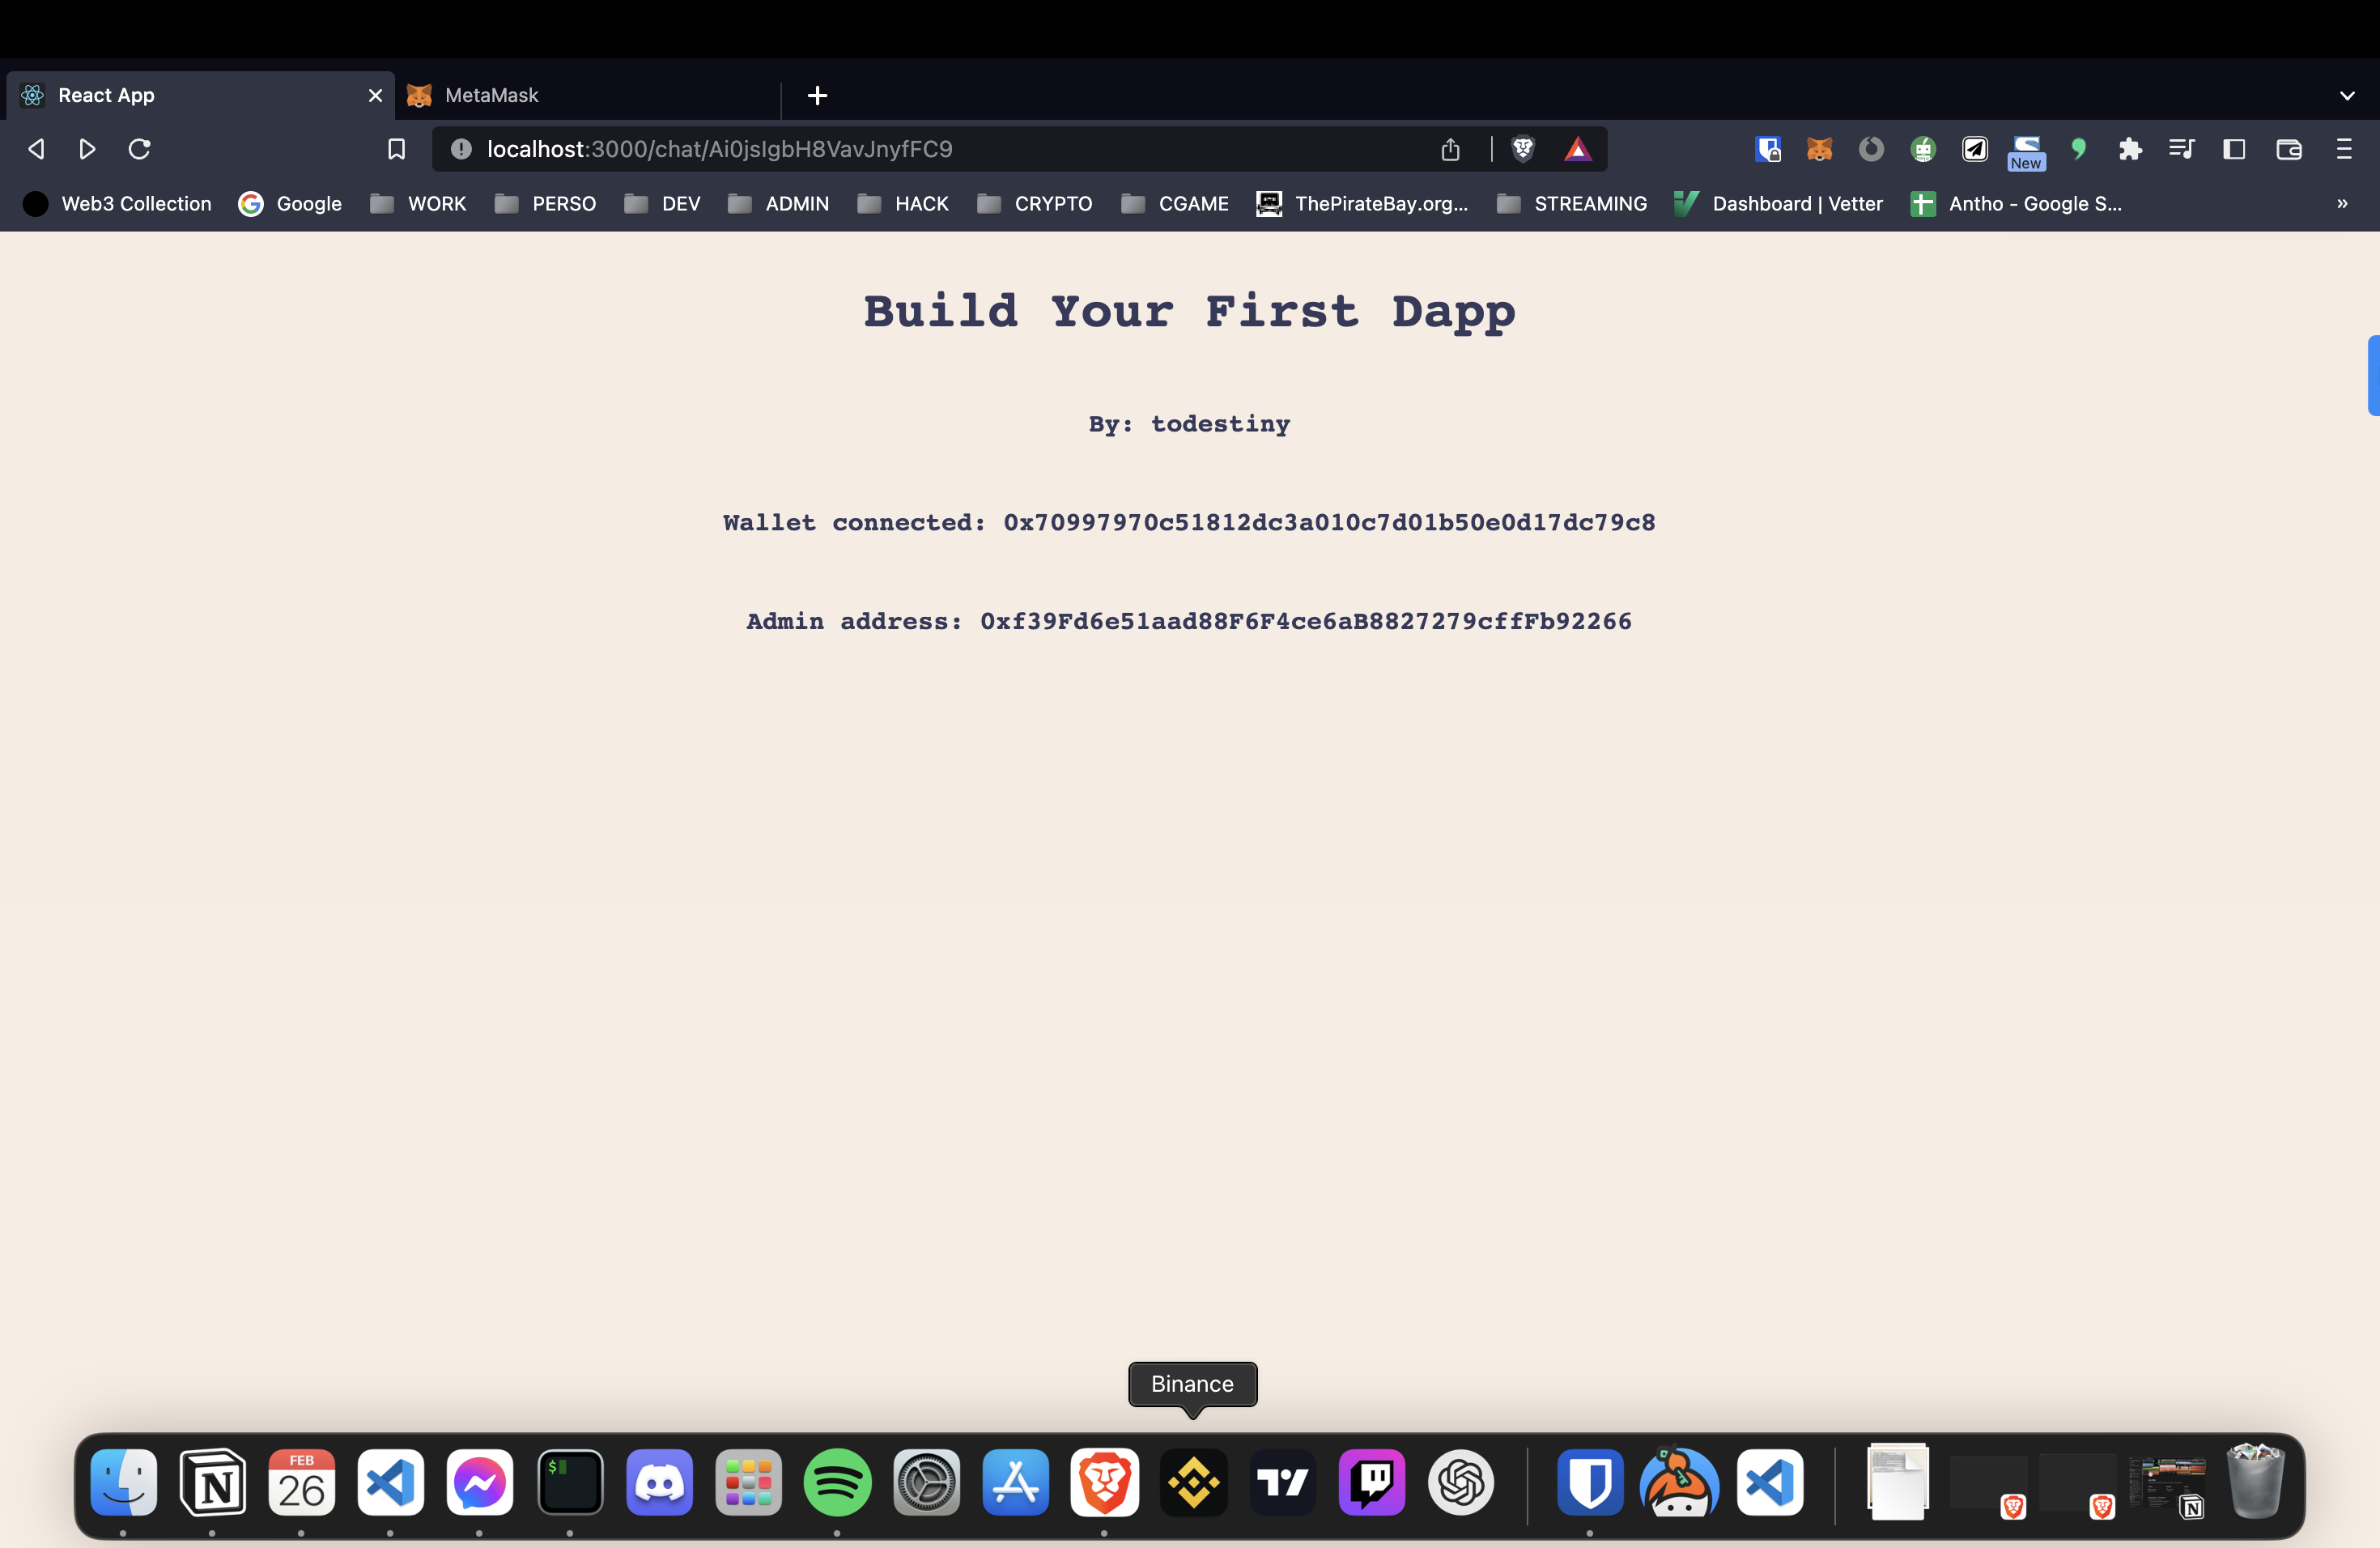 React App
MetaMask
localhost:3000/chat/Ai0jsIgbH8VavJnyfFC9
New
Web3 Collection
Google
WORK
PERSO
DEV
ADMIN
HACK
CRYPTO
CGAME
ThePirateBay.org...
STREAMING
Dashboard | Vetter
Antho - Google S...
»
Build Your First Dapp
By: todestiny
Wallet connected: 0x70997970c51812dc3a010c7d01b50e0d17dc79c8
Admin address: 0xf39Fd6e51aad88F6F4ce6aB8827279cffFb92266
Binance
FEB
26
$